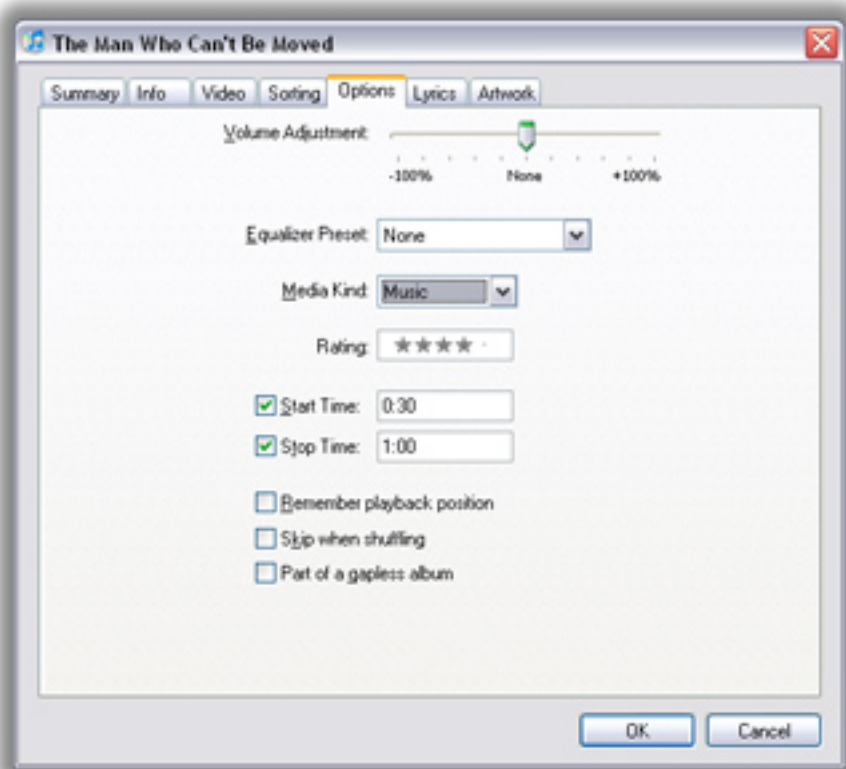 The Man Who Can't Be Moved
Summary Info Video Sorting Options Lyrics Artwork
Volume Adjustment:
-100% None +100%
Equalizer Preset: None
Media Kind: Music
Rating:
Start Time: 0:30
Stop Time: 1:00
Remember playback position
Skip when shuffling
Part of a gapless album
OK Cancel